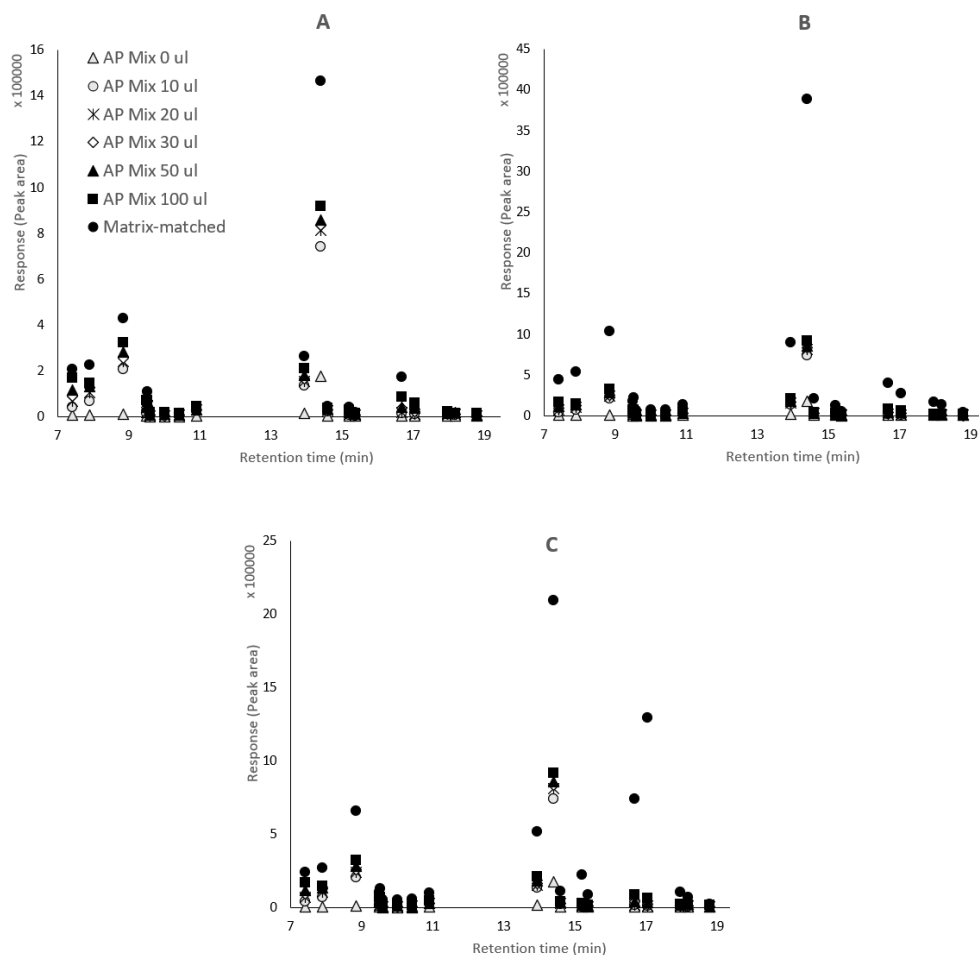 A
x 100000
Response (Peak area)
16
14
12
10
8
6
4
2
0
AP Mix 0 ul
AP Mix 10 ul
AP Mix 20 ul
AP Mix 30 ul
AP Mix 50 ul
AP Mix 100 ul
Matrix-matched
7 9 11 13 15 17 19
Retention time (min)
B
x 100000
Response (Peak area)
45
40
35
30
25
20
15
10
5
0
7 9 11 13 15 17 19
Retention time (min)
C
x 100000
Response (Peak area)
25
20
15
10
5
0
7 9 11 13 15 17 19
Retention time (min)